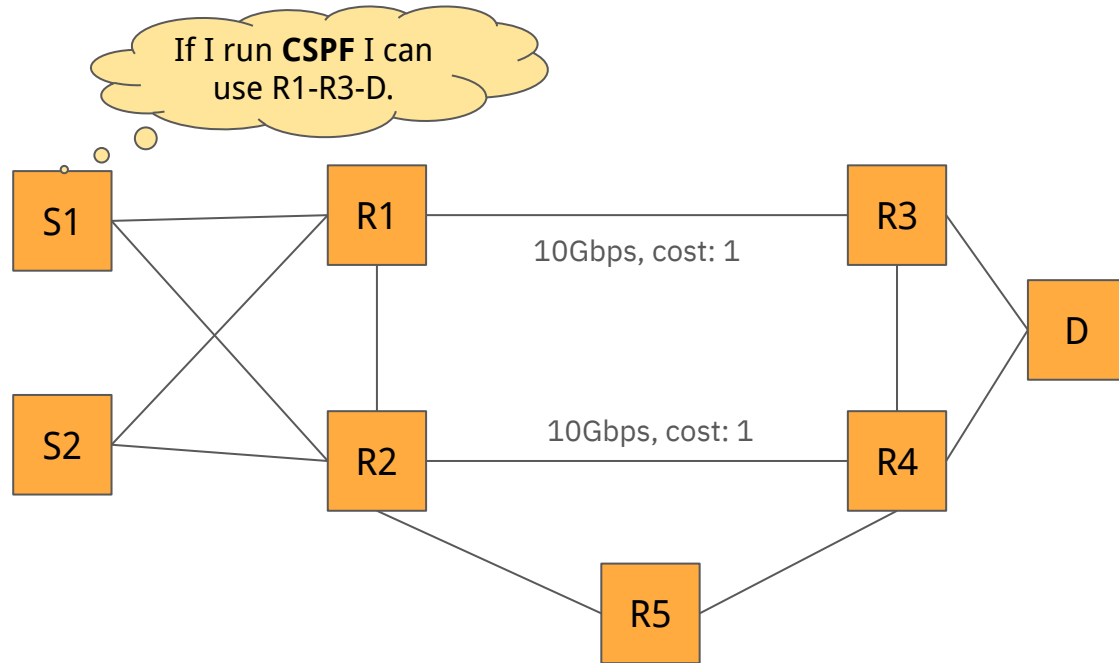 If I run CSPF I can
use R1-R3-D.
S1
R1
R3
10Gbps, cost: 1
D
S2
R2
10Gbps, cost: 1
R4
R5